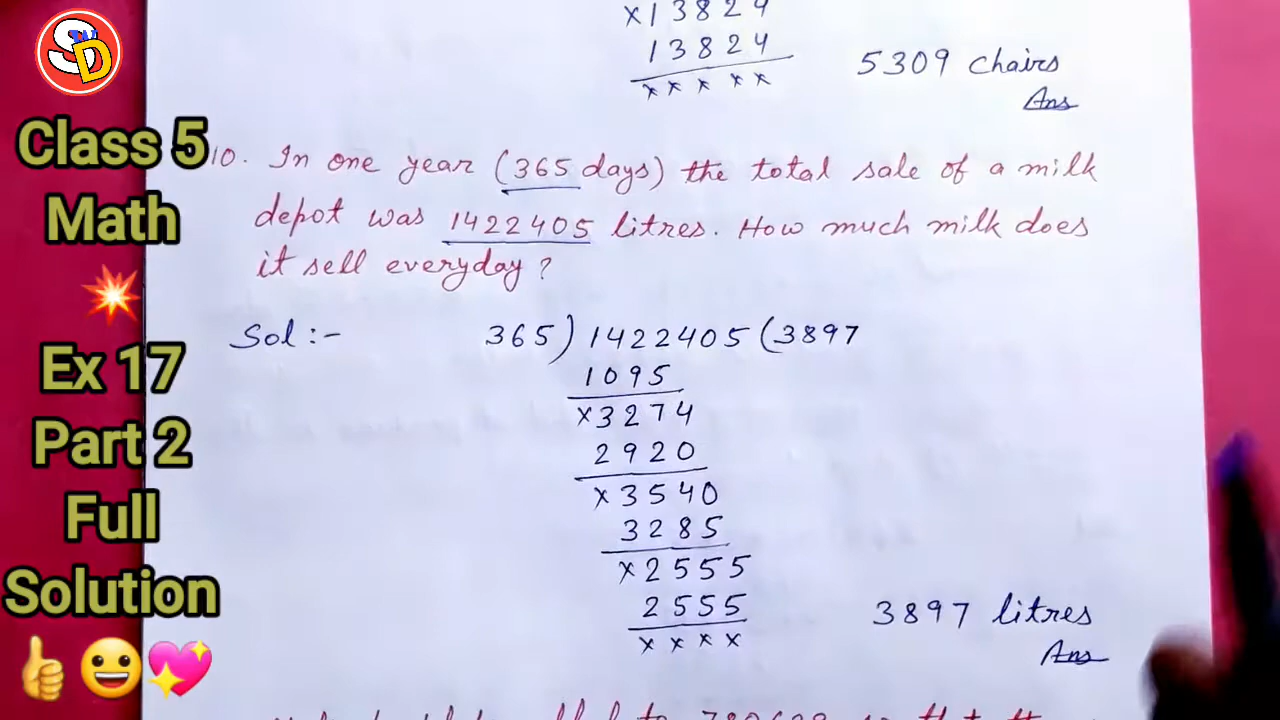 SD
Class 5
Math
Ex 17
Part 2
Full
Solution
×13824
13824
×××××
5309 chairs
Ans
10. In one year (365 days) the total sale of a milk
depot was 1422405 litres. How much milk does
it sell everyday?
Sol:- 365)1422405(3897
1095
×3274
2920
×3540
3285
×2555
2555
××××
3897 litres
Ans